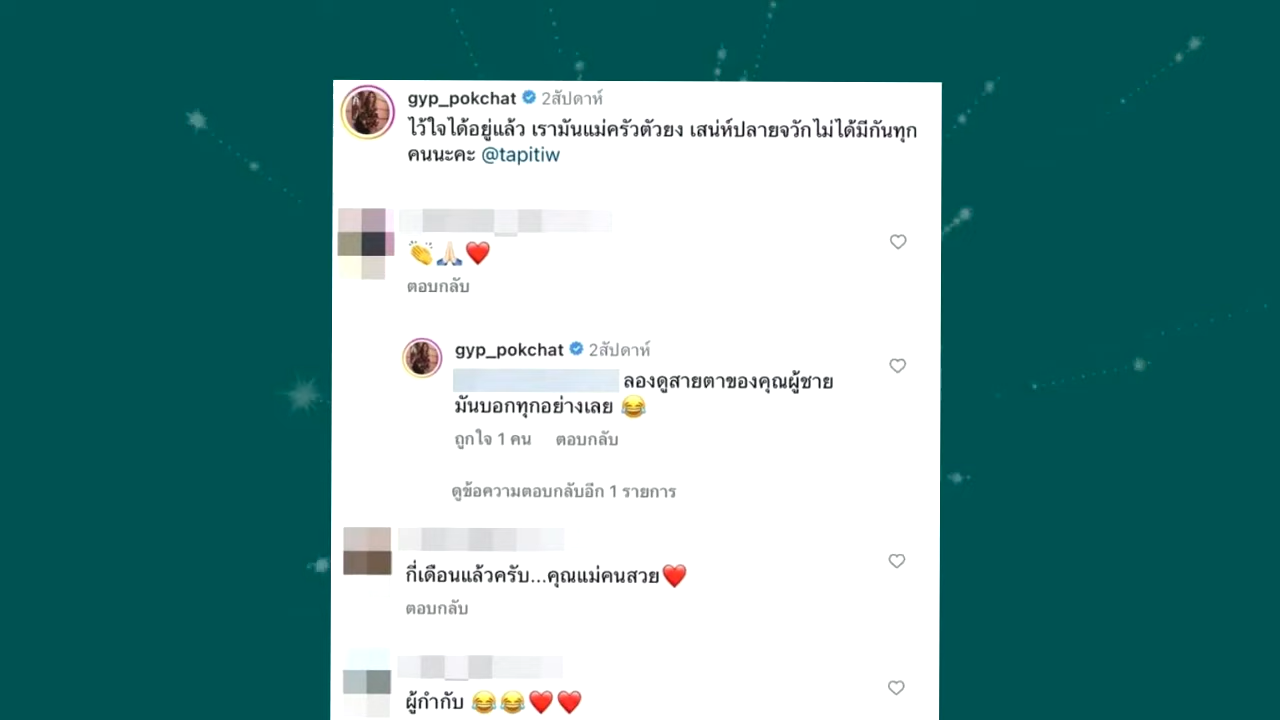 gyp_pokchat 2สัปดาห์
ไว้ใจได้อยู่แล้ว เรามันแม่ครัวตัวยง เสน่ห์ปลายจวักไม่ได้มีกันทุก
คนนะคะ @tapitiw
👏🙏🏻❤️
ตอบกลับ
gyp_pokchat 2สัปดาห์
ลองดูสายตาของคุณผู้ชาย
มันบอกทุกอย่างเลย 😂
ถูกใจ 1 คน ตอบกลับ
ดูข้อความตอบกลับอีก 1 รายการ
กี่เดือนแล้วครับ...คุณแม่คนสวย❤️
ตอบกลับ
ผู้กำกับ 😂😂❤️❤️